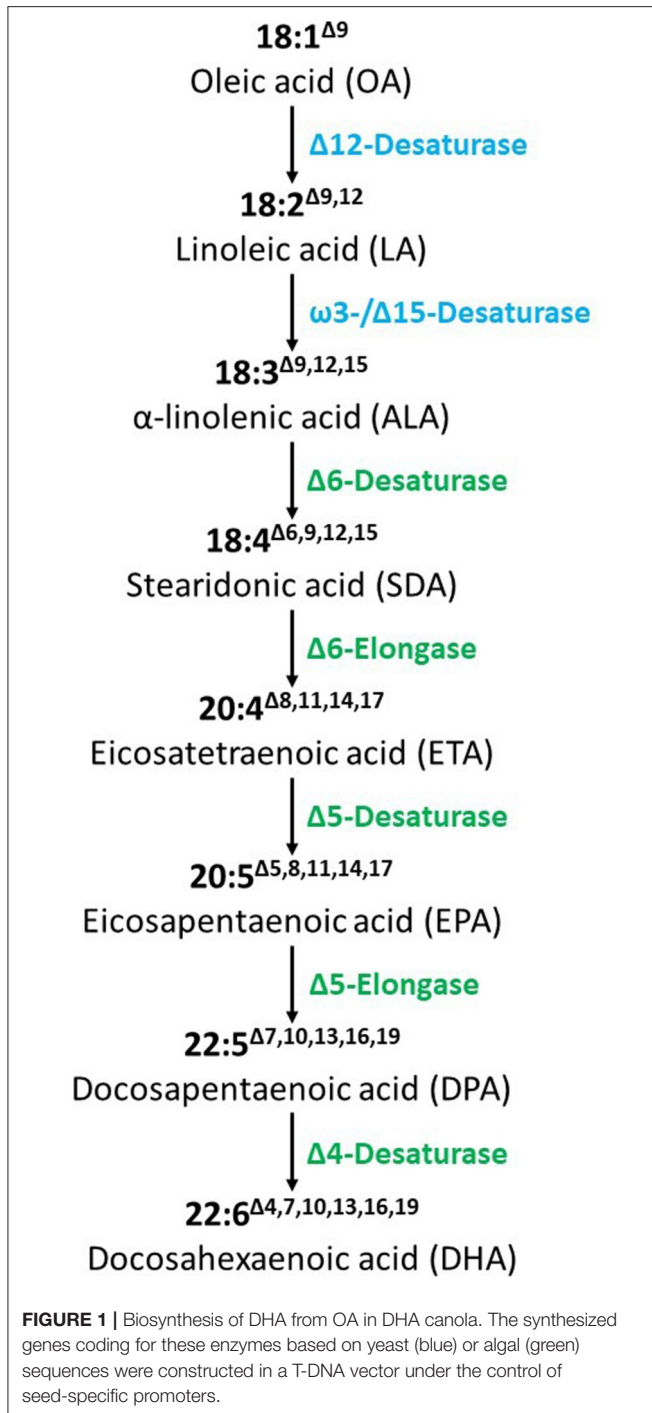 18:1Δ9
Oleic acid (OA)
Δ12-Desaturase
18:2Δ9,12
Linoleic acid (LA)
ω3-/Δ15-Desaturase
18:3Δ9,12,15
α-linolenic acid (ALA)
Δ6-Desaturase
18:4Δ6,9,12,15
Stearidonic acid (SDA)
Δ6-Elongase
20:4Δ8,11,14,17
Eicosatetraenoic acid (ETA)
Δ5-Desaturase
20:5Δ5,8,11,14,17
Eicosapentaenoic acid (EPA)
Δ5-Elongase
22:5Δ7,10,13,16,19
Docosapentaenoic acid (DPA)
Δ4-Desaturase
22:6Δ4,7,10,13,16,19
Docosahexaenoic acid (DHA)
FIGURE 1 | Biosynthesis of DHA from OA in DHA canola. The synthesized
genes coding for these enzymes based on yeast (blue) or algal (green)
sequences were constructed in a T-DNA vector under the control of
seed-specific promoters.